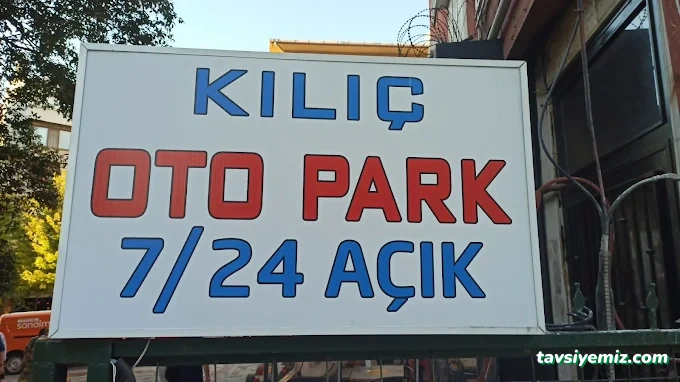 KILIÇ
OTO PARK
7/24 AÇIK
tavsiyemiz.com